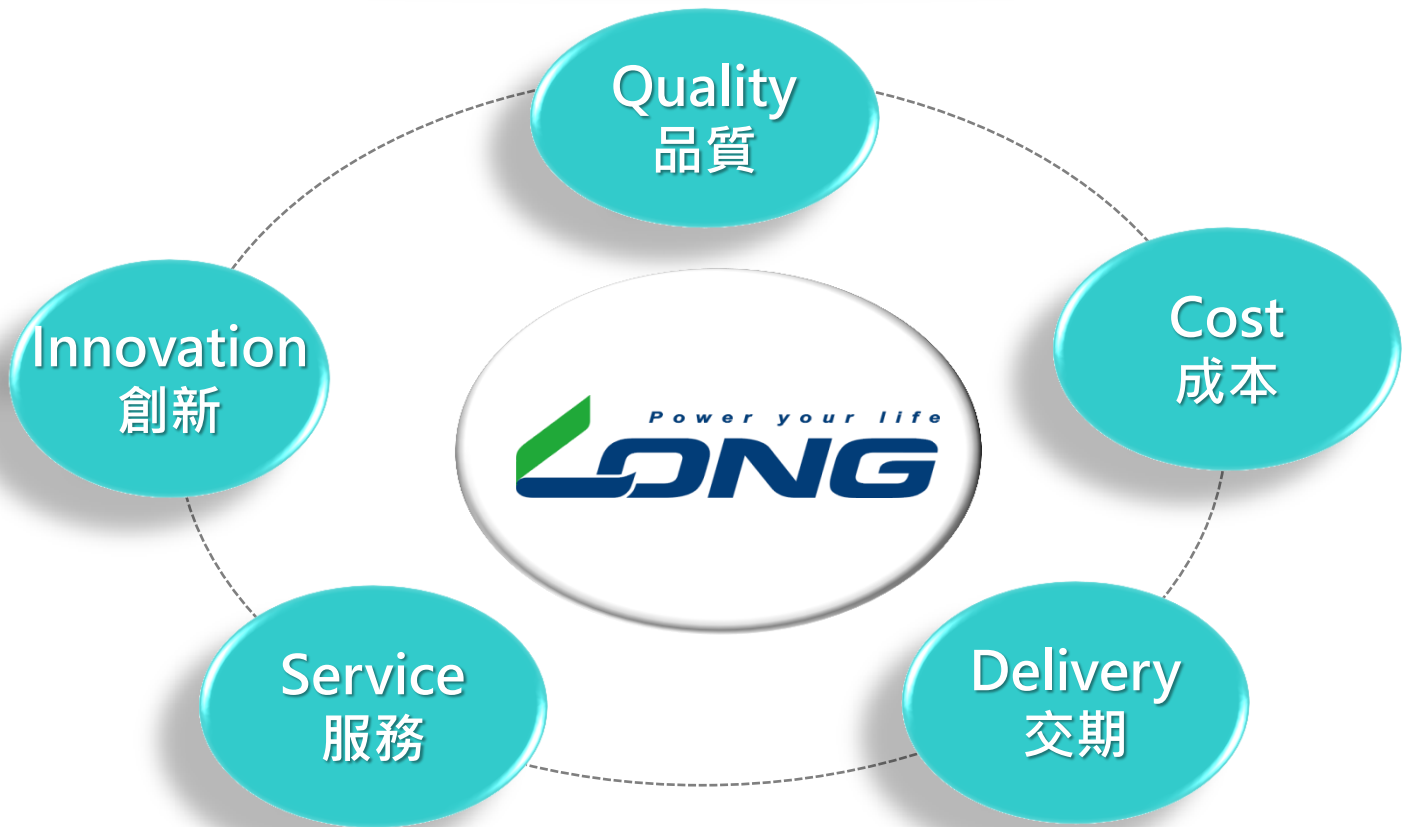 Quality
品質
Innovation
創新
Cost
成本
Power your life
LONG
Service
服務
Delivery
交期